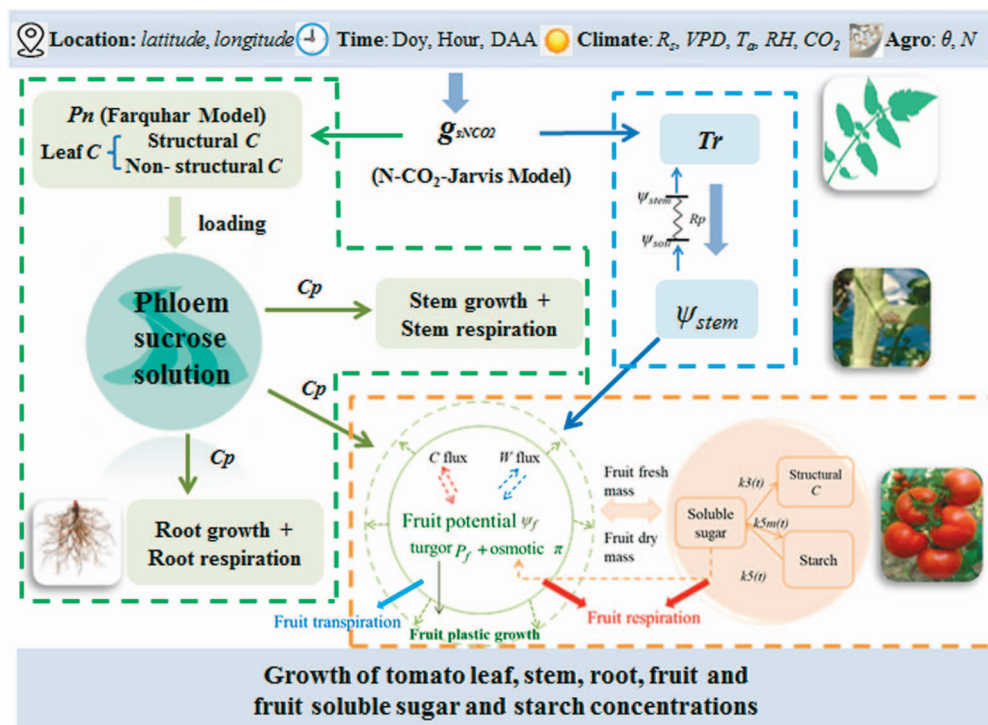 Location: latitude, longitude Time: Doy, Hour, DAA Climate: Rs, VPD, Ta, RH, CO2 Agro: θ, N
Pn (Farquhar Model)
Leaf C { Structural C
Non- structural C
gsNCO2
(N-CO2-Jarvis Model)
Tr
ψstem
Rp
ψsoil
ψstem
loading
Phloem
sucrose
solution
Cp
Stem growth +
Stem respiration
Cp
Cp
Root growth +
Root respiration
C flux
W flux
Fruit potential ψf
turgor Pf + osmotic π
Fruit transpiration
Fruit plastic growth
Fruit respiration
Fruit fresh
mass
Fruit dry
mass
Soluble
sugar
k3(t)
k5m(t)
k5(t)
Structural
C
Starch
Growth of tomato leaf, stem, root, fruit and
fruit soluble sugar and starch concentrations